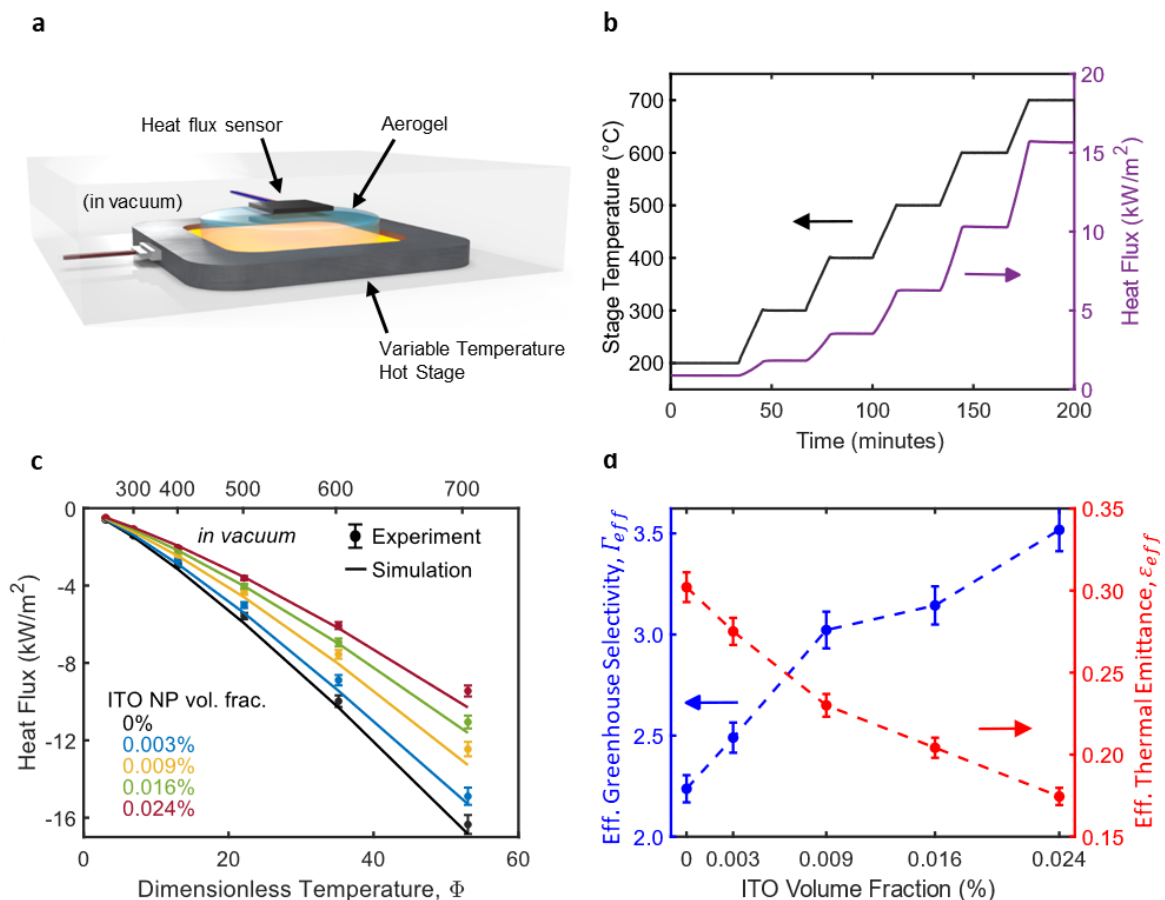 a
Heat flux sensor
Aerogel
(in vacuum)
Variable Temperature
Hot Stage
b
Stage Temperature (°C)
700
600
500
400
300
200
20
15
10
5
0
Heat Flux (kW/m²)
0 50 100 150 200
Time (minutes)
c
300 400 500 600 700
in vacuum
Experiment
Simulation
Heat Flux (kW/m²)
0
-4
-8
-12
-16
ITO NP vol. frac.
0%
0.003%
0.009%
0.016%
0.024%
0 20 40 60
Dimensionless Temperature, Φ
d
Eff. Greenhouse Selectivity, Γeff
3.5
3.0
2.5
2.0
0.35
0.30
0.25
0.20
0.15
Eff. Thermal Emittance, εeff
0 0.003 0.009 0.016 0.024
ITO Volume Fraction (%)